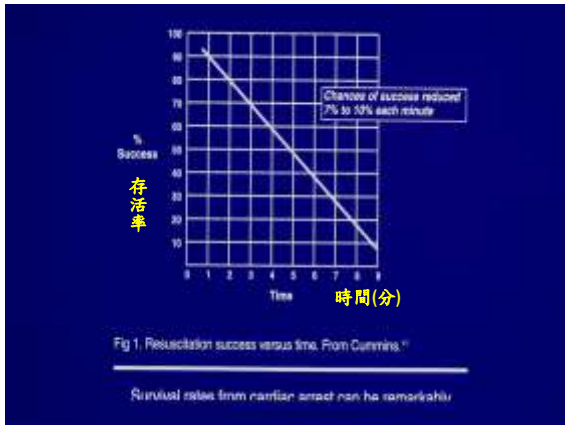 100
90
80
70
60
50
40
30
20
10
% 
Success
存
活
率
Chances of success reduced
7% to 10% each minute
0 1 2 3 4 5 6 7 8 9
Time
時間(分)
Fig 1. Resuscitation success versus time. From Cummins.
Survival rates from cardiac arrest can be remarkably